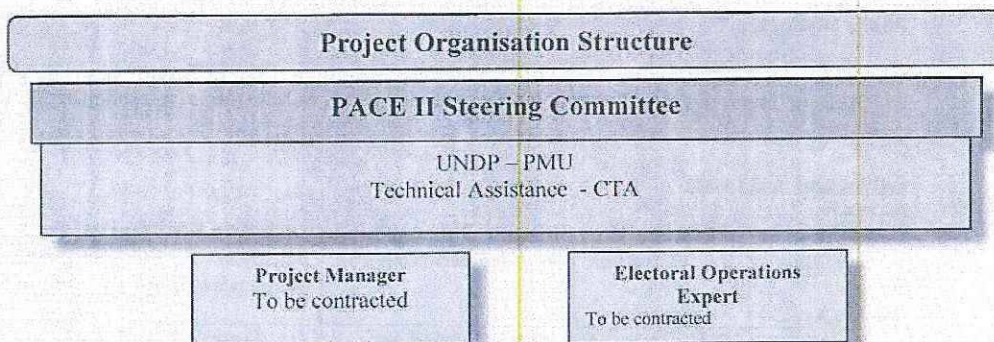 Project Organisation Structure
PACE II Steering Committee
UNDP – PMU
Technical Assistance - CTA
Project Manager
To be contracted
Electoral Operations
Expert
To be contracted